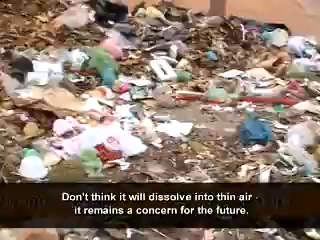 Don't think it will dissolve into thin air -
it remains a concern for the future.